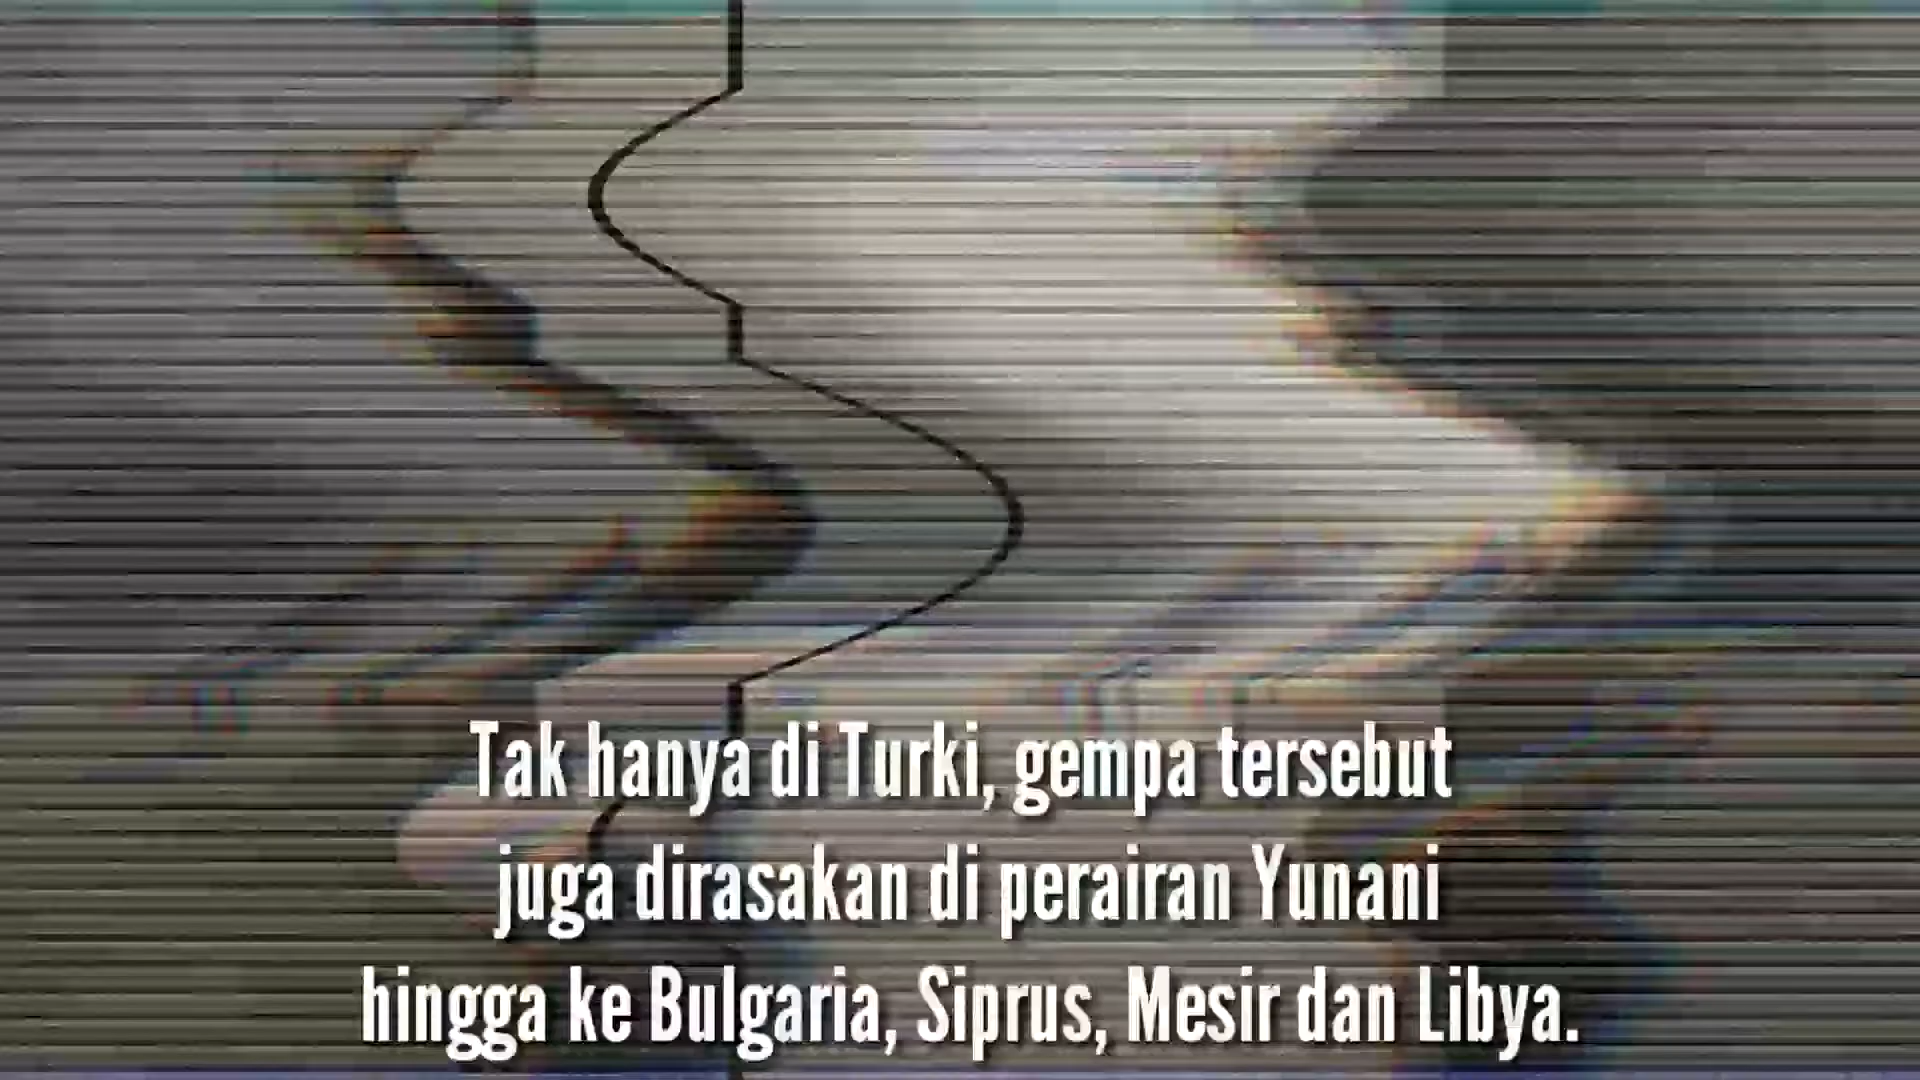 Tak hanya di Turki, gempa tersebut
juga dirasakan di perairan Yunani
hingga ke Bulgaria, Siprus, Mesir dan Libya.